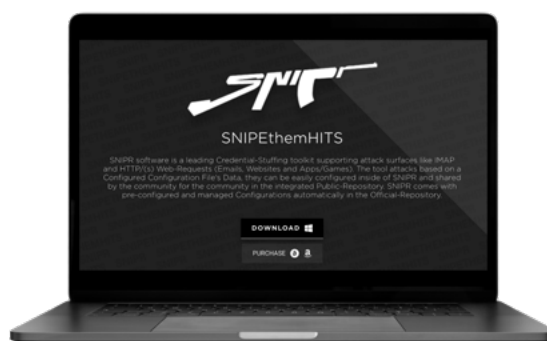 SNIPR
SNIPEthemHITS
SNIPR software is a leading Credential-Stuffing toolkit supporting attack surfaces like IMAP
and HTTP/(s) Web-Requests (Emails, Websites and Apps/Games). The tool attacks based on a
Configured Configuration File's Data, they can be easily configured inside of SNIPR and shared
by the community for the community in the integrated Public-Repository. SNIPR comes with
pre-configured and managed Configurations automatically in the Official-Repository.
DOWNLOAD
PURCHASE